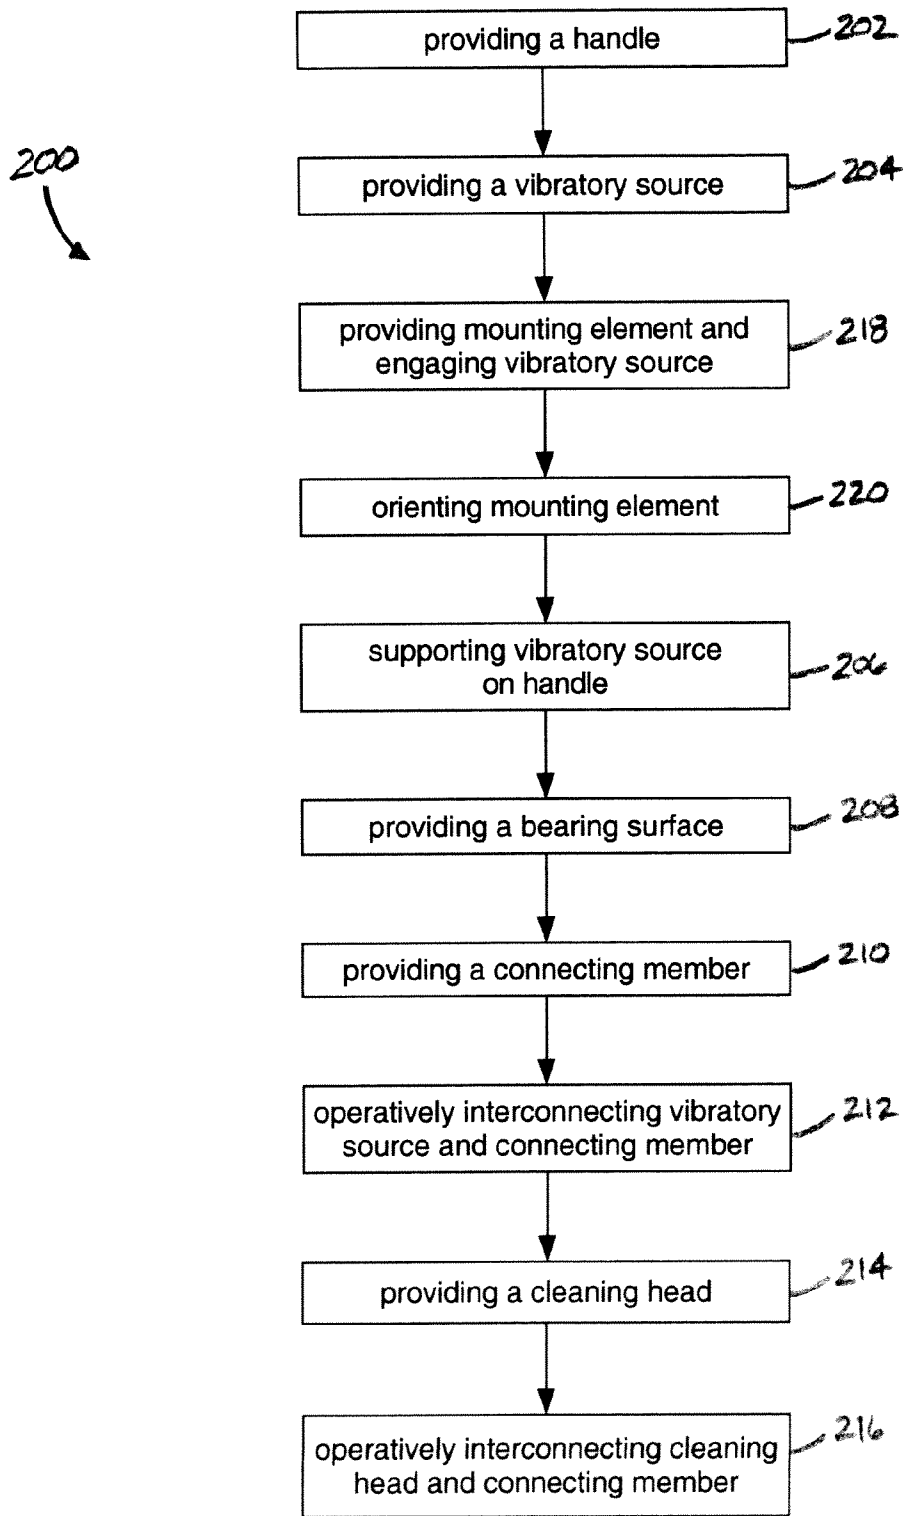 providing a handle
202
200
providing a vibratory source
204
providing mounting element and
engaging vibratory source
218
orienting mounting element
220
supporting vibratory source
on handle
206
providing a bearing surface
208
providing a connecting member
210
operatively interconnecting vibratory
source and connecting member
212
providing a cleaning head
214
operatively interconnecting cleaning
head and connecting member
216